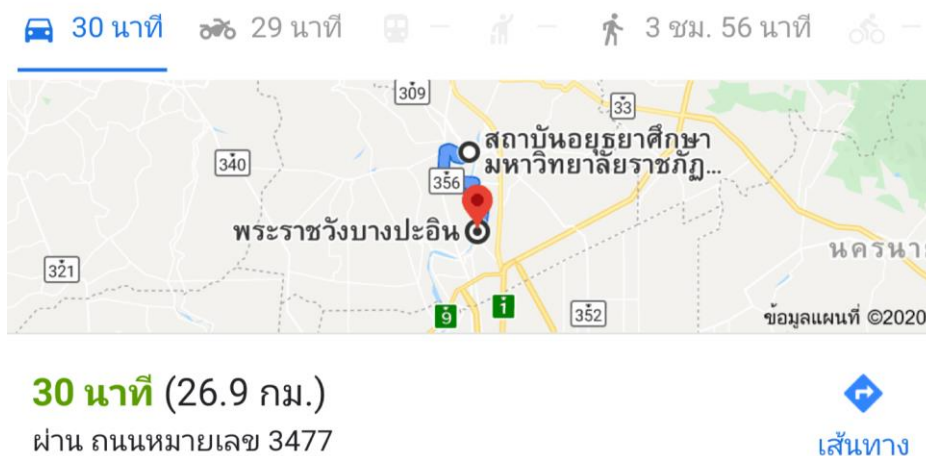 30 นาที 29 นาที — — 3 ชม. 56 นาที —
309
33
สถาบันอยุธยาศึกษา
มหาวิทยาลัยราชภัฏ...
340
356
พระราชวังบางปะอิน
321
9
1
352
ข้อมูลแผนที่ ©2020
30 นาที (26.9 กม.)
ผ่าน ถนนหมายเลข 3477
เส้นทาง